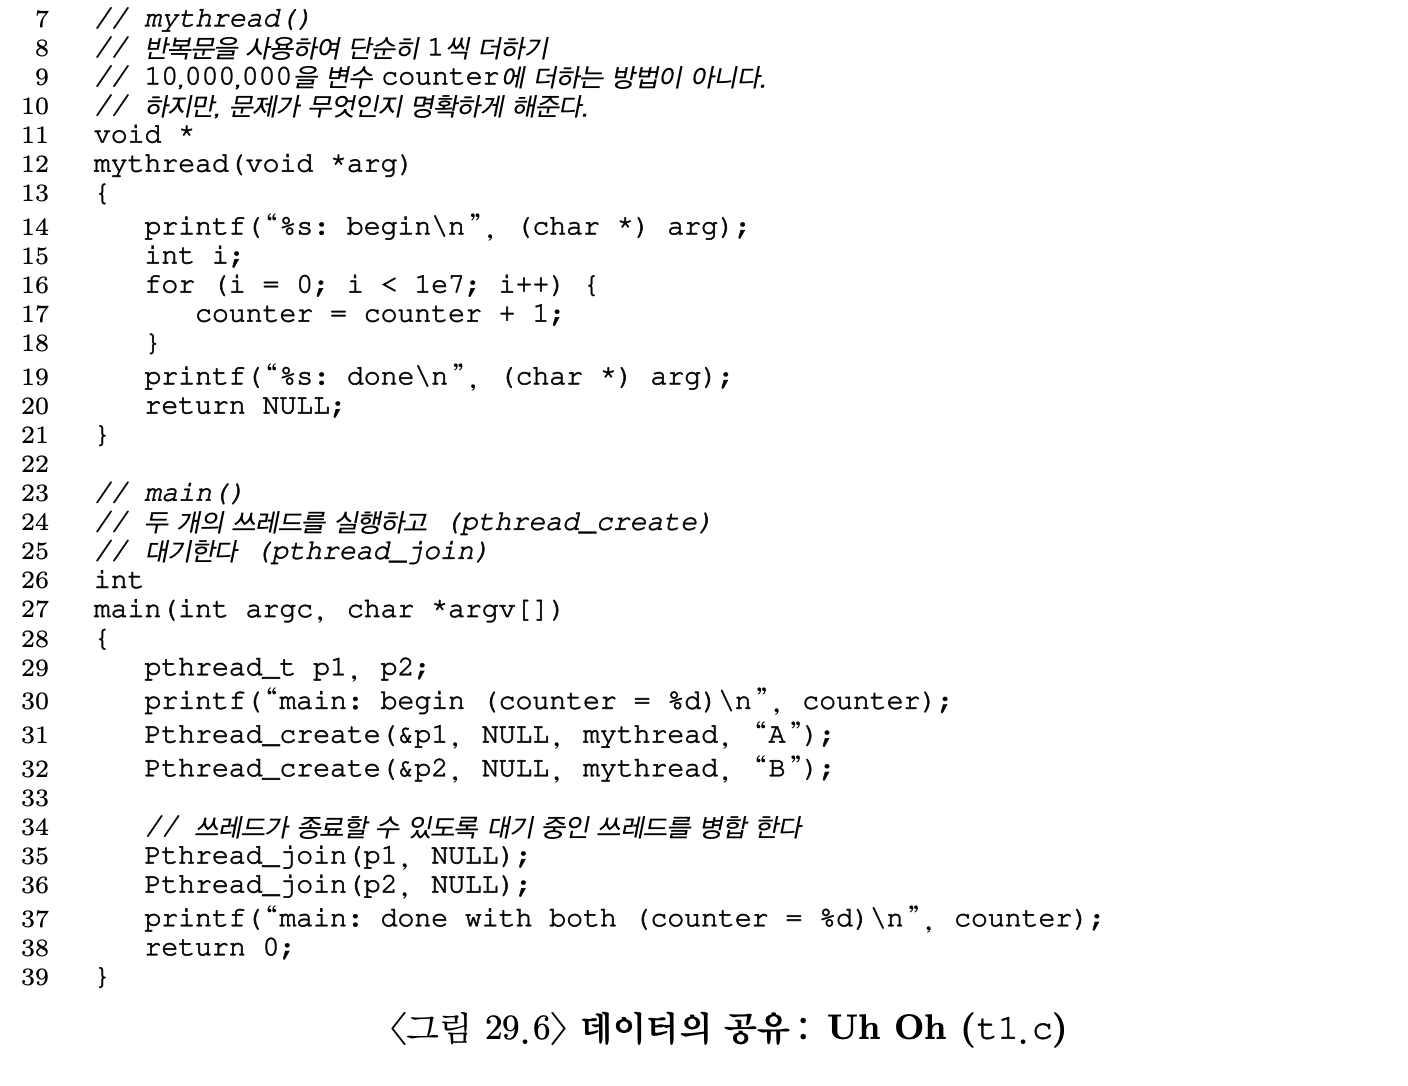 7 // mythread()
8 // 반복문을 사용하여 단순히 1씩 더하기
9 // 10,000,000을 변수 counter에 더하는 방법이 아니다.
10 // 하지만, 문제가 무엇인지 명확하게 해준다.
11 void *
12 mythread(void *arg)
13 {
14 printf(“%s: begin\n”, (char *) arg);
15 int i;
16 for (i = 0; i < 1e7; i++) {
17 counter = counter + 1;
18 }
19 printf(“%s: done\n”, (char *) arg);
20 return NULL;
21 }
22
23 // main()
24 // 두 개의 쓰레드를 실행하고 (pthread_create)
25 // 대기한다 (pthread_join)
26 int
27 main(int argc, char *argv[])
28 {
29 pthread_t p1, p2;
30 printf(“main: begin (counter = %d)\n”, counter);
31 Pthread_create(&p1, NULL, mythread, “A”);
32 Pthread_create(&p2, NULL, mythread, “B”);
33
34 // 쓰레드가 종료할 수 있도록 대기 중인 쓰레드를 병합 한다
35 Pthread_join(p1, NULL);
36 Pthread_join(p2, NULL);
37 printf(“main: done with both (counter = %d)\n”, counter);
38 return 0;
39 }
〈그림 29.6〉 데이터의 공유: Uh Oh (t1.c)